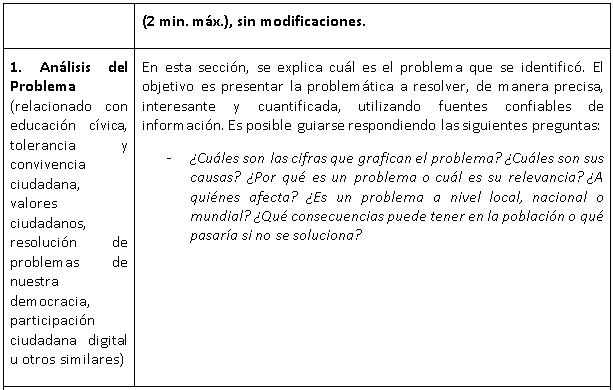 (2 min. máx.), sin modificaciones.
1. Análisis del
Problema
(relacionado con
educación cívica,
tolerancia y
convivencia
ciudadana,
valores
ciudadanos,
resolución de
problemas de
nuestra
democracia,
participación
ciudadana digital
u otros similares)
En esta sección, se explica cuál es el problema que se identificó. El
objetivo es presentar la problemática a resolver, de manera precisa,
interesante y cuantificada, utilizando fuentes confiables de
información. Es posible guiarse respondiendo las siguientes preguntas:
- ¿Cuáles son las cifras que grafican el problema? ¿Cuáles son sus
causas? ¿Por qué es un problema o cuál es su relevancia? ¿A
quiénes afecta? ¿Es un problema a nivel local, nacional o
mundial? ¿Qué consecuencias puede tener en la población o qué
pasaría si no se soluciona?